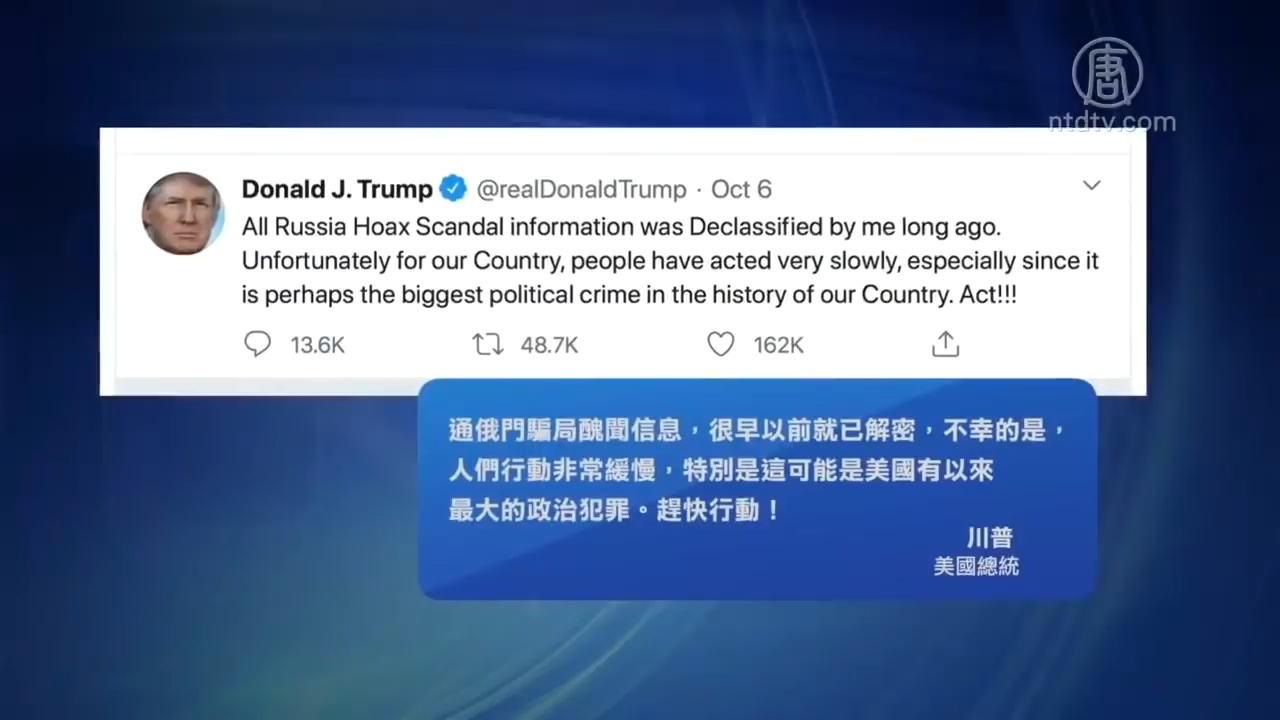 唐
ntdtv.com
Donald J. Trump @realDonaldTrump · Oct 6
All Russia Hoax Scandal information was Declassified by me long ago.
Unfortunately for our Country, people have acted very slowly, especially since it
is perhaps the biggest political crime in the history of our Country. Act!!!
13.6K 48.7K 162K
通俄門騙局醜聞信息，很早以前就已解密，不幸的是，
人們行動非常緩慢，特別是這可能是美國有以來
最大的政治犯罪。趕快行動！
川普
美國總統